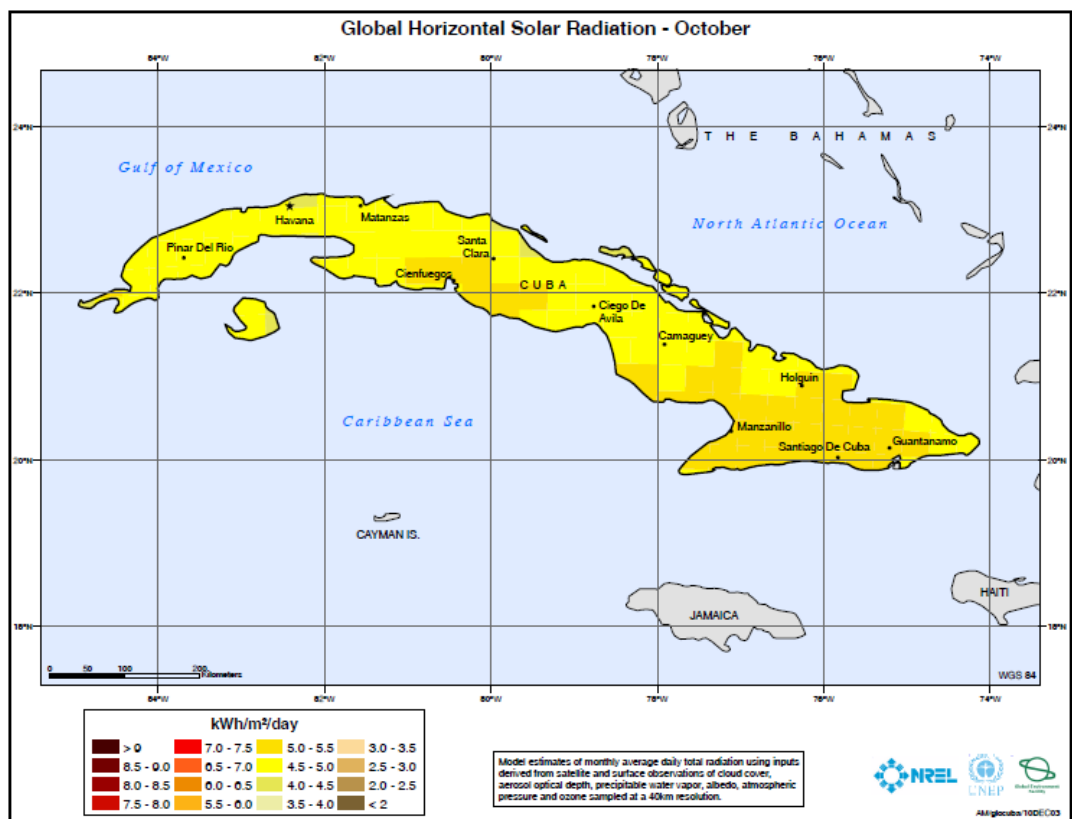 Global Horizontal Solar Radiation - October
84°W 82°W 80°W 78°W 76°W 74°W
24°N 24°N
THE BAHAMAS
Gulf of Mexico
North Atlantic Ocean
Havana
Matanzas
Pinar Del Rio
Santa
Clara
Cienfuegos
CUBA
22°N 22°N
Ciego De
Avila
Camaguey
Holguin
Caribbean Sea
Manzanillo
Santiago De Cuba
Guantanamo
20°N 20°N
CAYMAN IS.
JAMAICA
HAITI
18°N 18°N
0 50 100 200
Kilometers
WGS 84
84°W 82°W 80°W 78°W 76°W 74°W
kWh/m²/day
> 9 7.0 - 7.5 5.0 - 5.5 3.0 - 3.5
8.5 - 9.0 6.5 - 7.0 4.5 - 5.0 2.5 - 3.0
8.0 - 8.5 6.0 - 6.5 4.0 - 4.5 2.0 - 2.5
7.5 - 8.0 5.5 - 6.0 3.5 - 4.0 < 2
Model estimates of monthly average daily total radiation using inputs
derived from satellite and surface observations of cloud cover,
aerosol optical depth, precipitable water vapor, albedo, atmospheric
pressure and ozone sampled at a 40km resolution.
NREL
UNEP
Global Environment
Facility
AM/glocuba/10DEC03